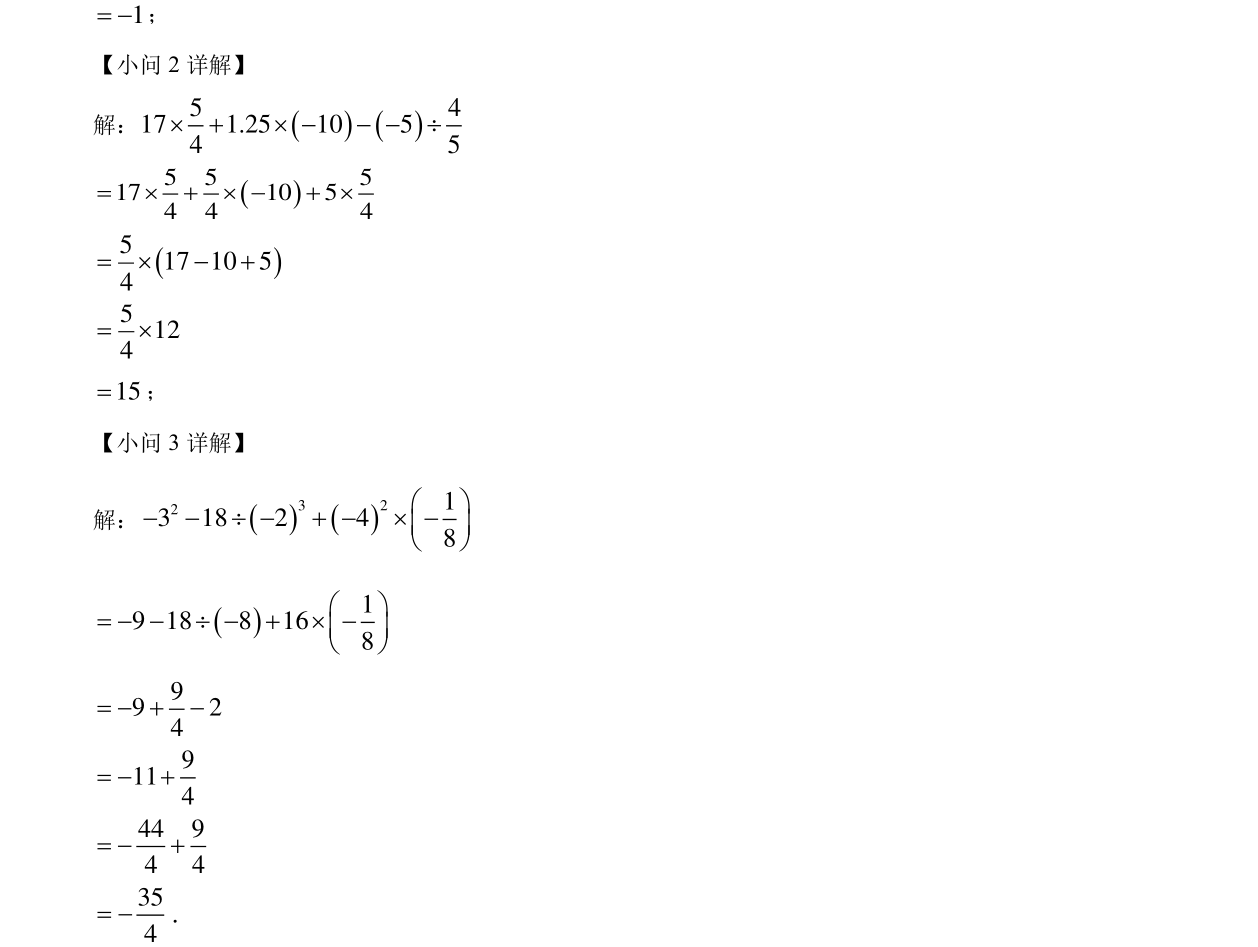 =−1；
【小问 2 详解】
解：17×5/4+1.25×(−10)−(−5)÷4/5
=17×5/4+5/4×(−10)+5×5/4
=5/4×(17−10+5)
=5/4×12
=15；
【小问 3 详解】
解：−3²−18÷(−2)³+(−4)²×(−1/8)
=−9−18÷(−8)+16×(−1/8)
=−9+9/4−2
=−11+9/4
=−44/4+9/4
=−35/4．